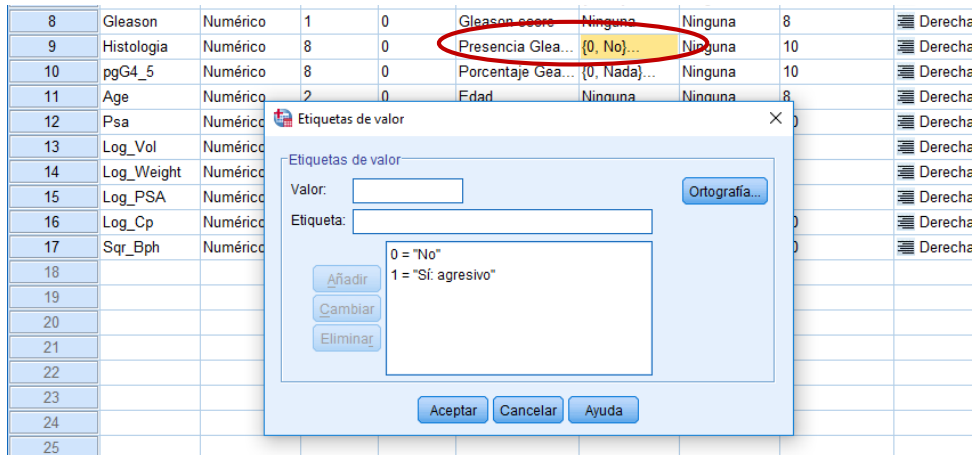 8 Gleason Numérico 1 0 Gleason score Ninguna Ninguna 8 Derecha
9 Histologia Numérico 8 0 Presencia Glea... {0, No}... Ninguna 10 Derecha
10 pgG4_5 Numérico 8 0 Porcentaje Gea... {0, Nada}... Ninguna 10 Derecha
11 Age Numérico 2 0 Edad Ninguna Ninguna 8 Derecha
12 Psa Numérico Derecha
13 Log_Vol Numérico Derecha
14 Log_Weight Numérico Derecha
15 Log_PSA Numérico Derecha
16 Log_Cp Numérico Derecha
17 Sqr_Bph Numérico Derecha
18
19
20
21
22
23
24
25
Etiquetas de valor
Etiquetas de valor
Valor:
Ortografía...
Etiqueta:
0 = "No"
1 = "Sí: agresivo"
Añadir
Cambiar
Eliminar
Aceptar Cancelar Ayuda